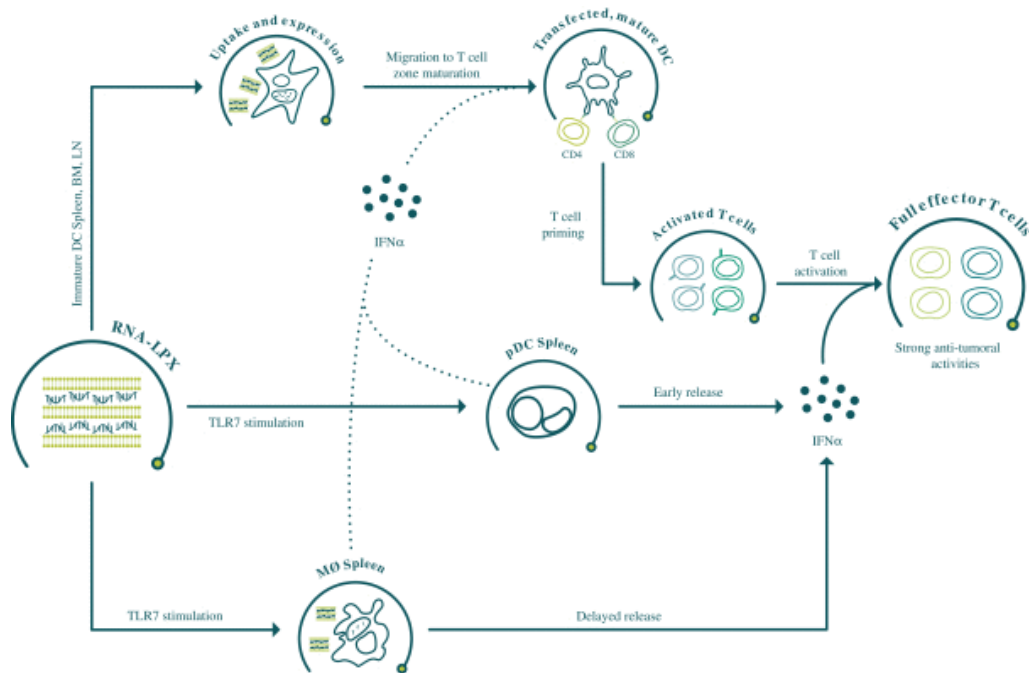 Uptake and expression
Migration to T cell
zone maturation
Transfected, mature DC
CD4
CD8
Immature DC Spleen, BM, LN
IFNα
T cell
priming
Activated T cells
T cell
activation
Full effector T cells
Strong anti-tumoral
activities
RNA-LPX
TLR7 stimulation
pDC Spleen
Early release
IFNα
MØ Spleen
TLR7 stimulation
Delayed release